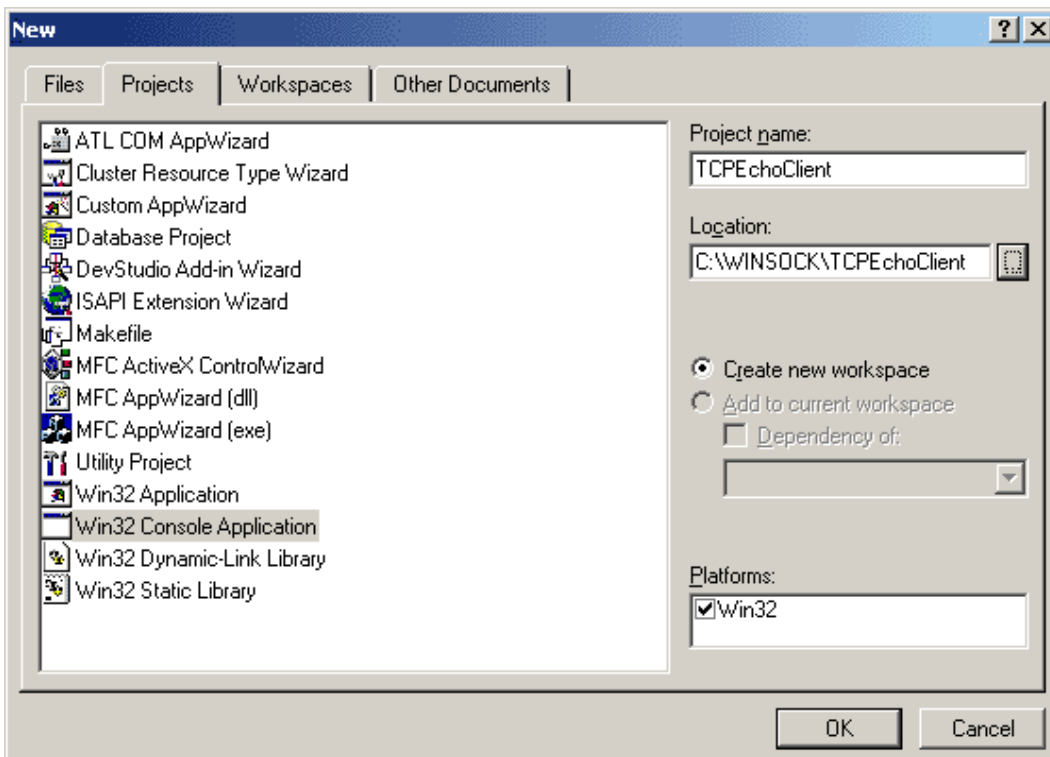 New
Files
Projects
Workspaces
Other Documents
ATL COM AppWizard
Cluster Resource Type Wizard
Custom AppWizard
Database Project
DevStudio Add-in Wizard
ISAPI Extension Wizard
Makefile
MFC ActiveX ControlWizard
MFC AppWizard (dll)
MFC AppWizard (exe)
Utility Project
Win32 Application
Win32 Console Application
Win32 Dynamic-Link Library
Win32 Static Library
Project name:
TCPEchoClient
Location:
C:\WINSOCK\TCPEchoClient
Create new workspace
Add to current workspace
Dependency of:
Platforms:
Win32
OK
Cancel